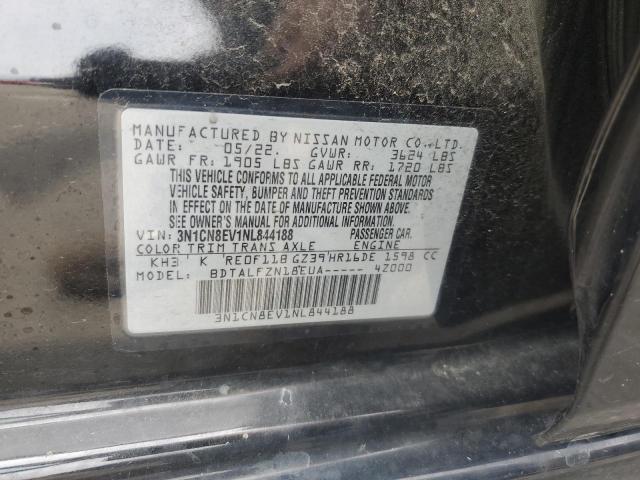 MANUFACTURED BY NISSAN MOTOR CO., LTD.
DATE: 05/22. GVWR: 3624 LBS
GAWR FR: 1905 LBS GAWR RR: 1720 LBS
THIS VEHICLE CONFORMS TO ALL APPLICABLE FEDERAL MOTOR
VEHICLE SAFETY, BUMPER AND THEFT PREVENTION STANDARDS
IN EFFECT ON THE DATE OF MANUFACTURE SHOWN ABOVE.
SEE OWNER'S MANUAL FOR ADDITIONAL INFORMATION.
VIN: 3N1CN8EV1NL844188 PASSENGER CAR.
COLOR TRIM TRANS AXLE ENGINE
KH3 K RE0F11B GZ39 HR16DE 1598 CC
BDTALFZN18EUA----- 4Z000
3N1CN8EV1NL844188